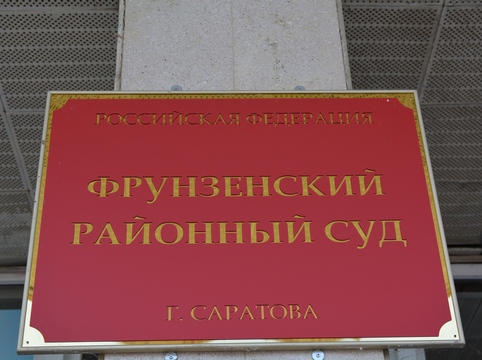 РОССИЙСКАЯ ФЕДЕРАЦИЯ
ФРУНЗЕНСКИЙ
РАЙОННЫЙ СУД
Г. САРАТОВА